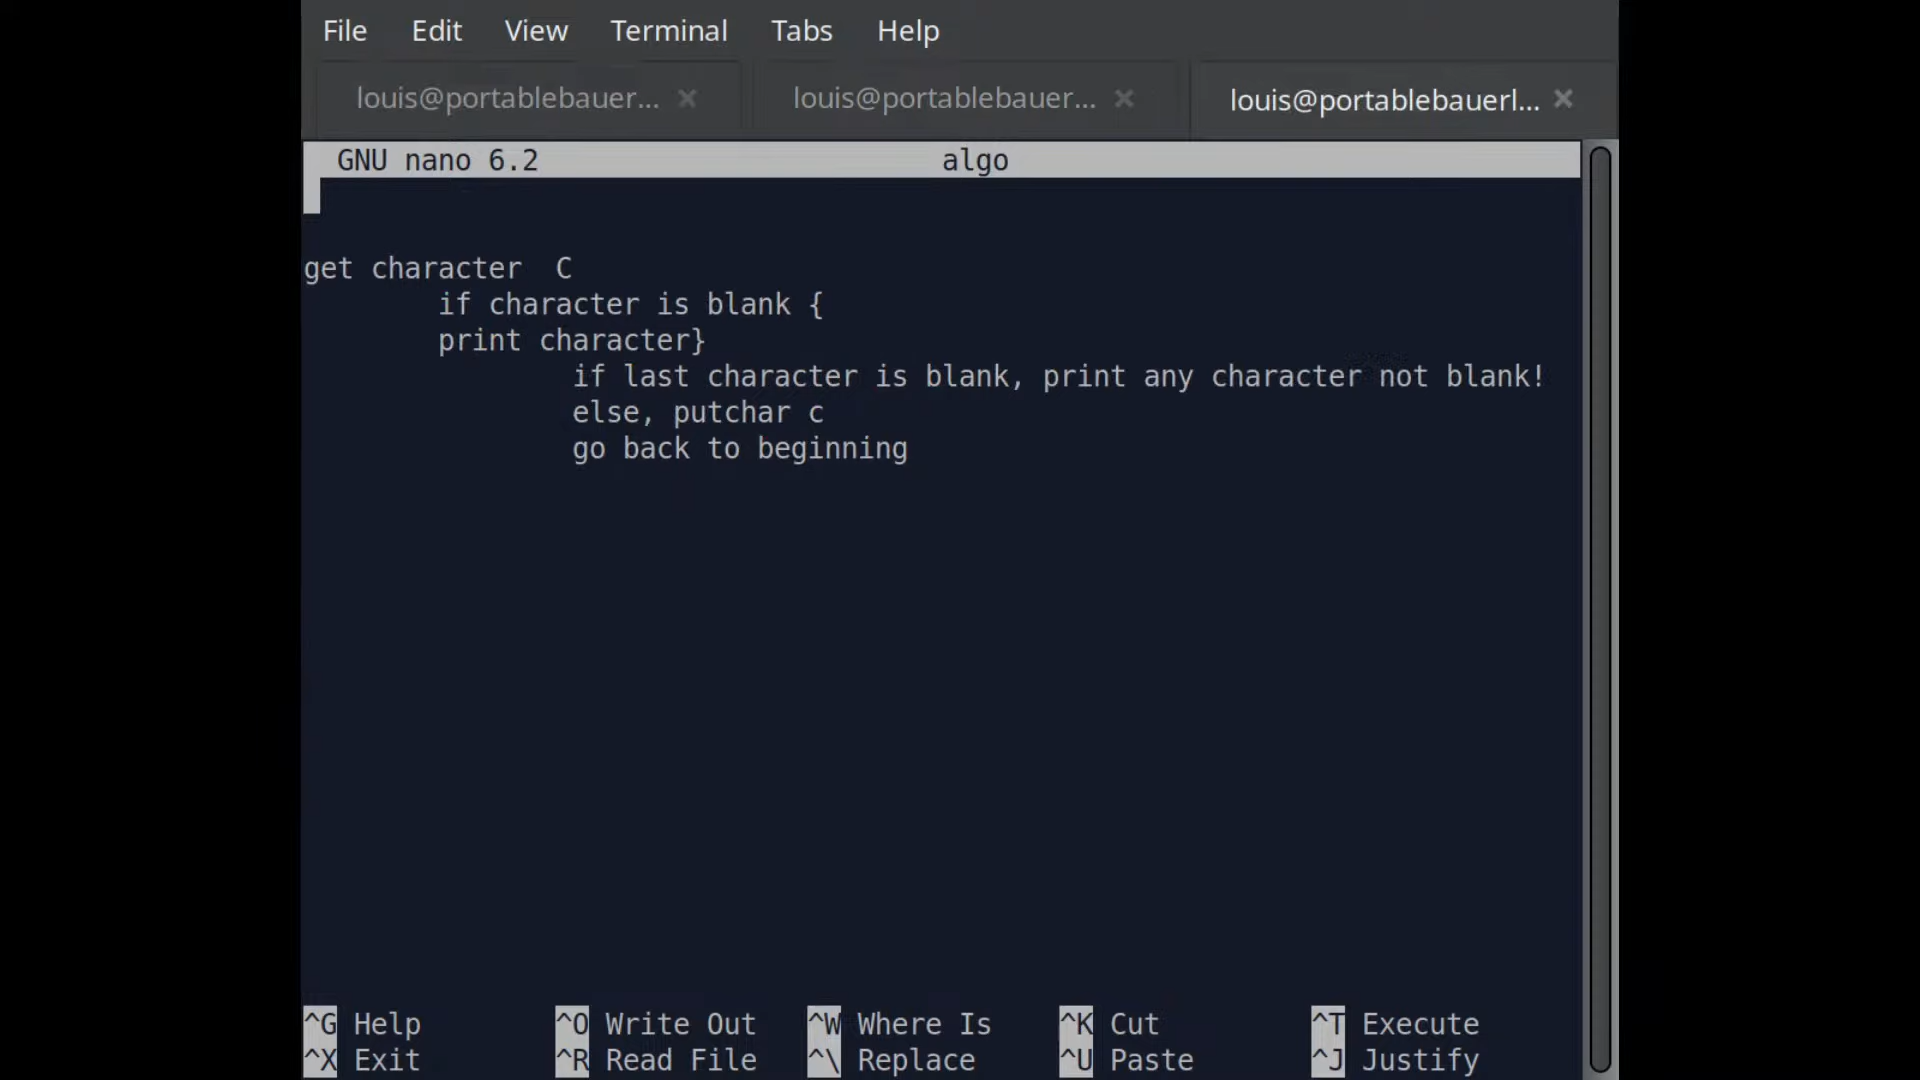 File Edit View Terminal Tabs Help
louis@portablebauer... × louis@portablebauer... × louis@portablebauerl... ×
GNU nano 6.2 algo
get character  C
if character is blank {
print character}
if last character is blank, print any character not blank!
else, putchar c
go back to beginning
^G Help ^O Write Out ^W Where Is ^K Cut ^T Execute
^X Exit ^R Read File ^\ Replace ^U Paste ^J Justify